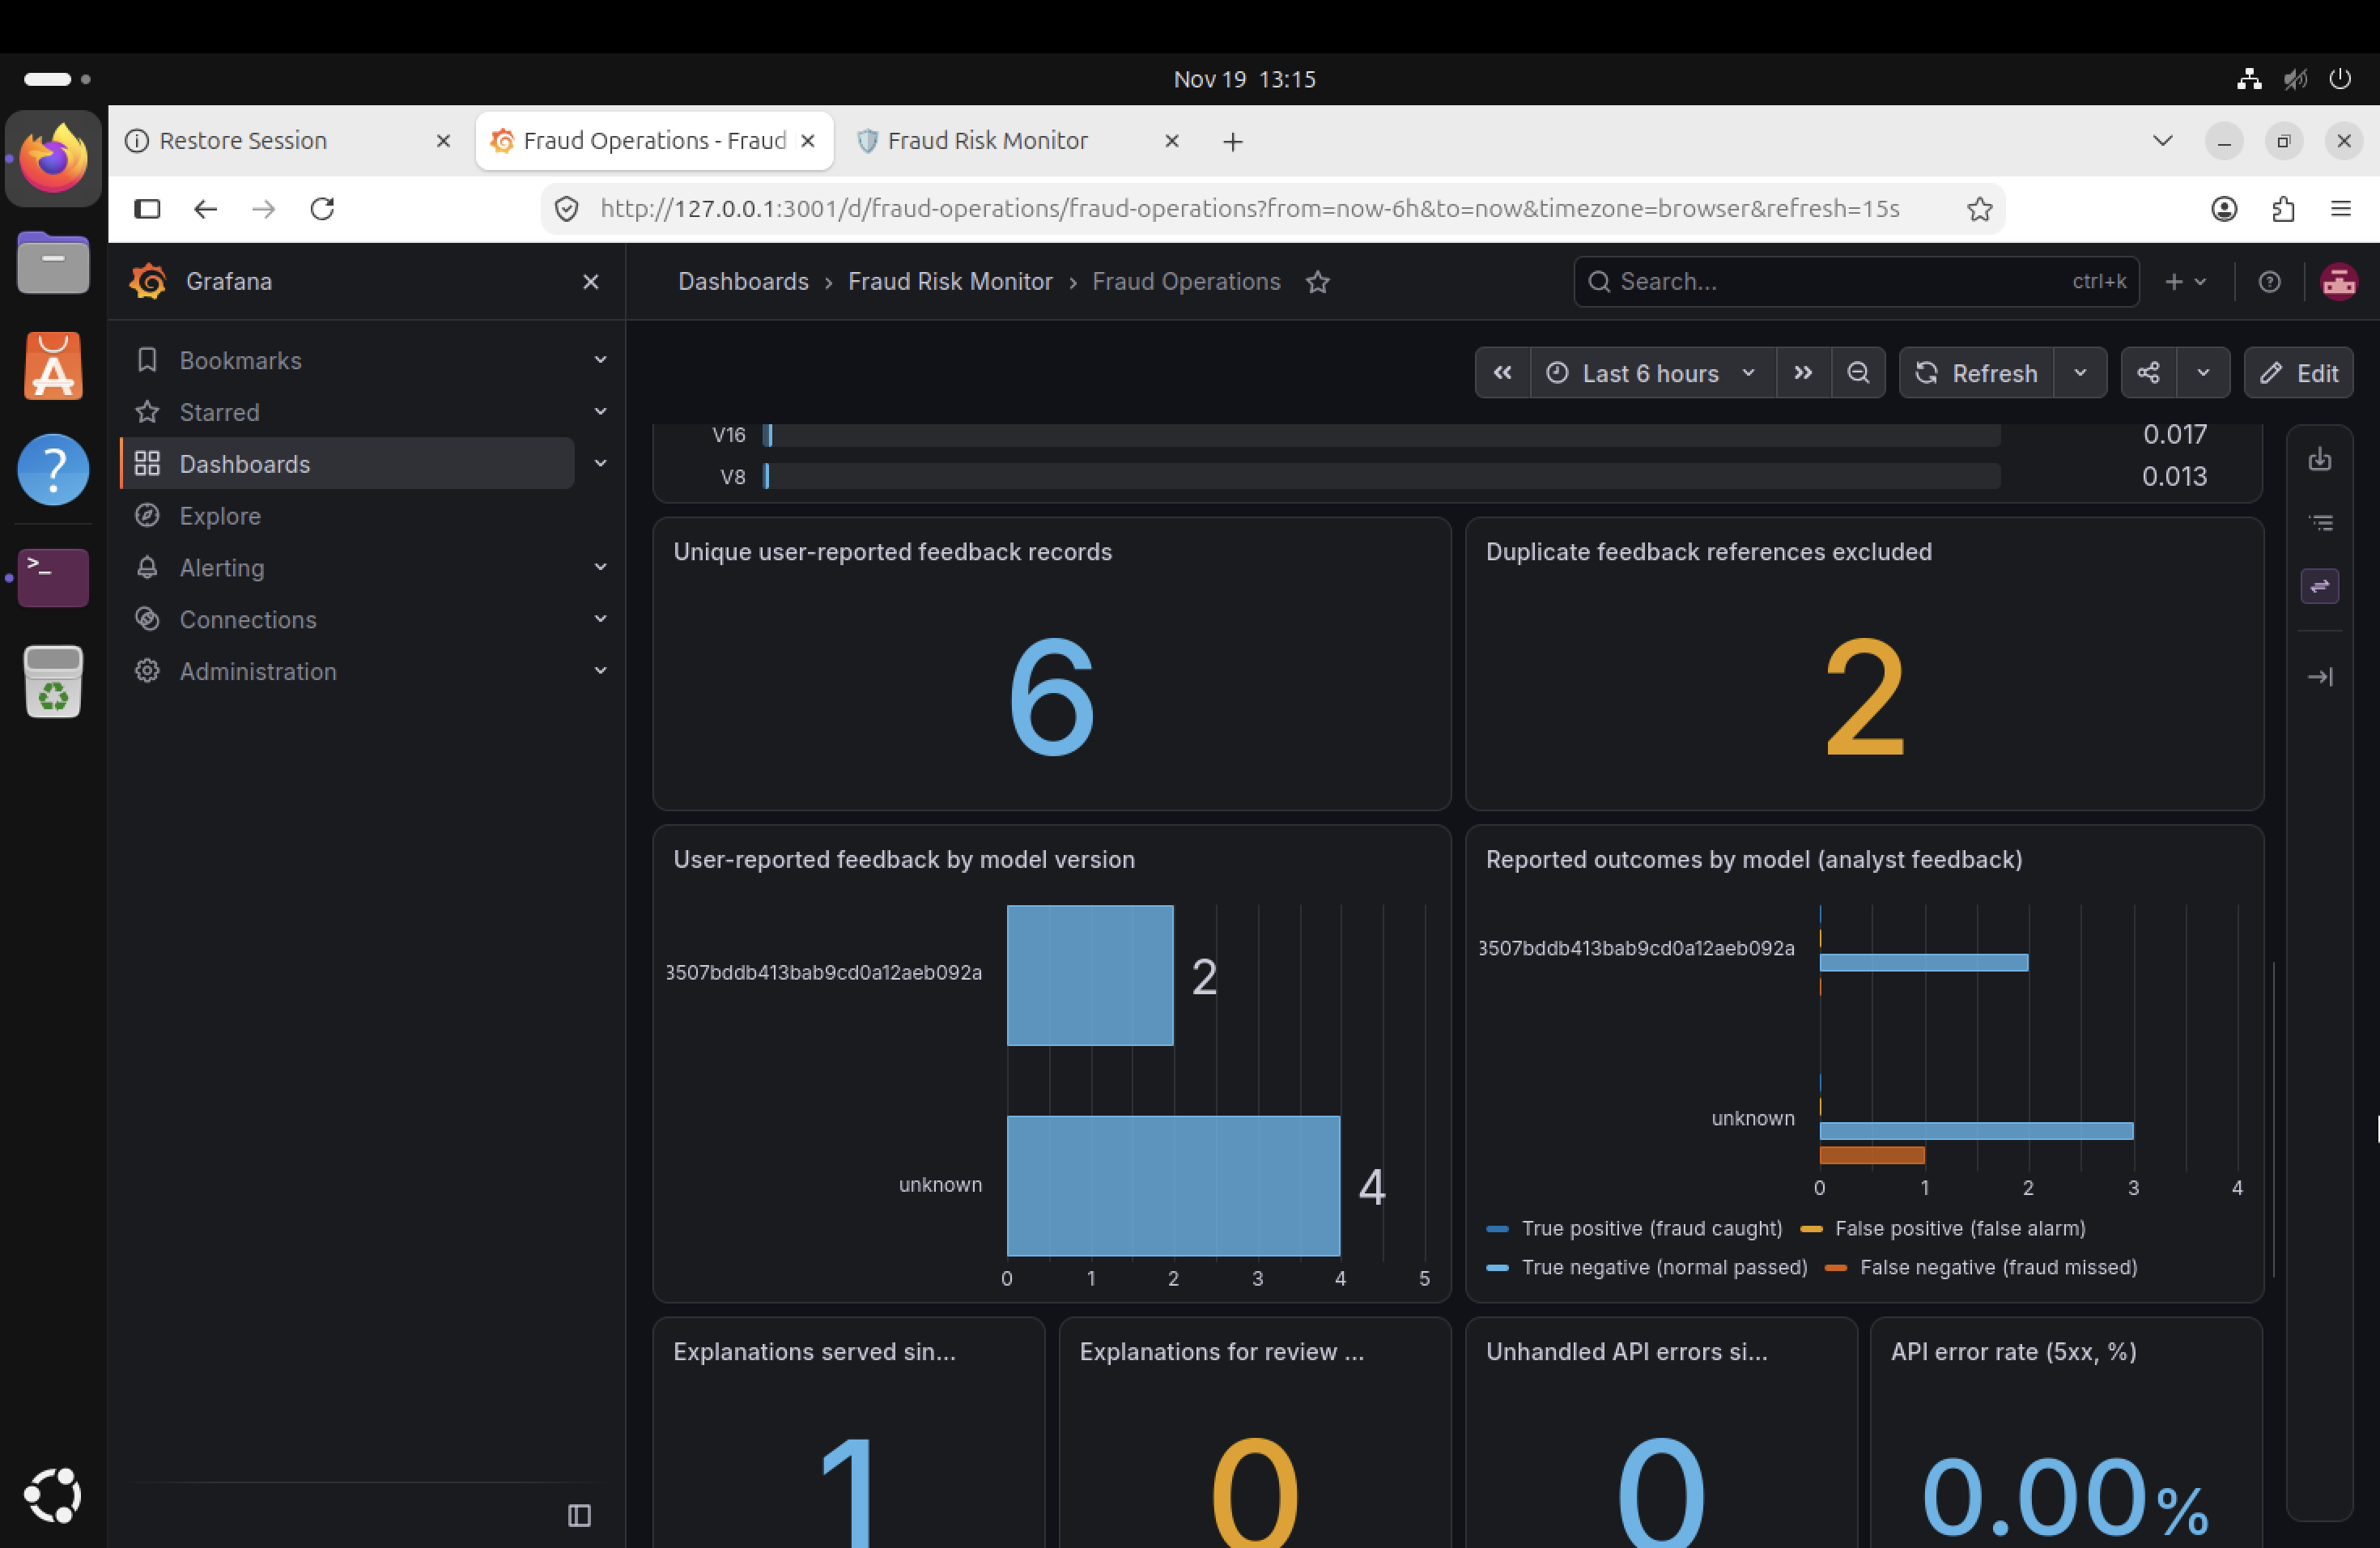 Nov 19 13:15
Restore Session
Fraud Operations - Fraud
Fraud Risk Monitor
http://127.0.0.1:3001/d/fraud-operations/fraud-operations?from=now-6h&to=now&timezone=browser&refresh=15s
Grafana
Dashboards › Fraud Risk Monitor › Fraud Operations
Search... ctrl+k
Bookmarks
Starred
Dashboards
Explore
Alerting
Connections
Administration
Last 6 hours
Refresh
Edit
V16 0.017
V8 0.013
Unique user-reported feedback records
6
Duplicate feedback references excluded
2
User-reported feedback by model version
3507bddb413bab9cd0a12aeb092a 2
unknown 4
0 1 2 3 4 5
Reported outcomes by model (analyst feedback)
3507bddb413bab9cd0a12aeb092a
unknown
0 1 2 3 4
True positive (fraud caught) False positive (false alarm)
True negative (normal passed) False negative (fraud missed)
Explanations served sin...
1
Explanations for review ...
0
Unhandled API errors si...
0
API error rate (5xx, %)
0.00%